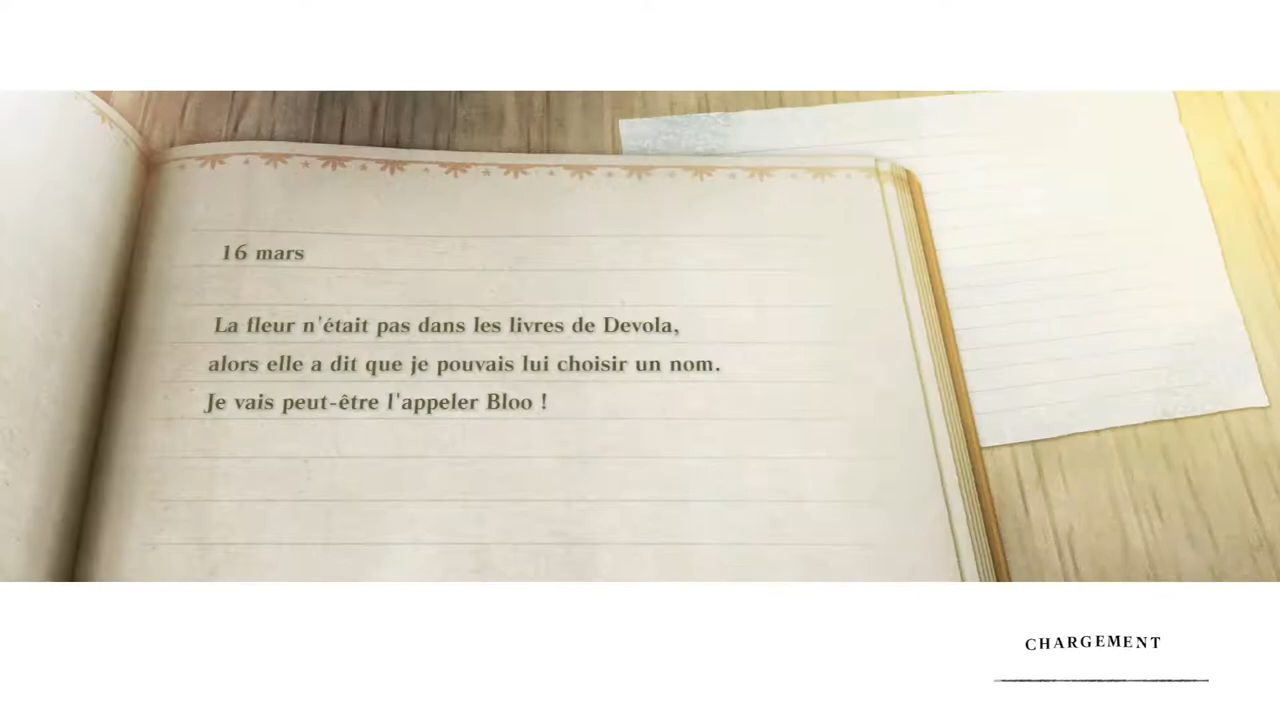 16 mars
La fleur n'était pas dans les livres de Devola,
alors elle a dit que je pouvais lui choisir un nom.
Je vais peut-être l'appeler Bloo !
CHARGEMENT